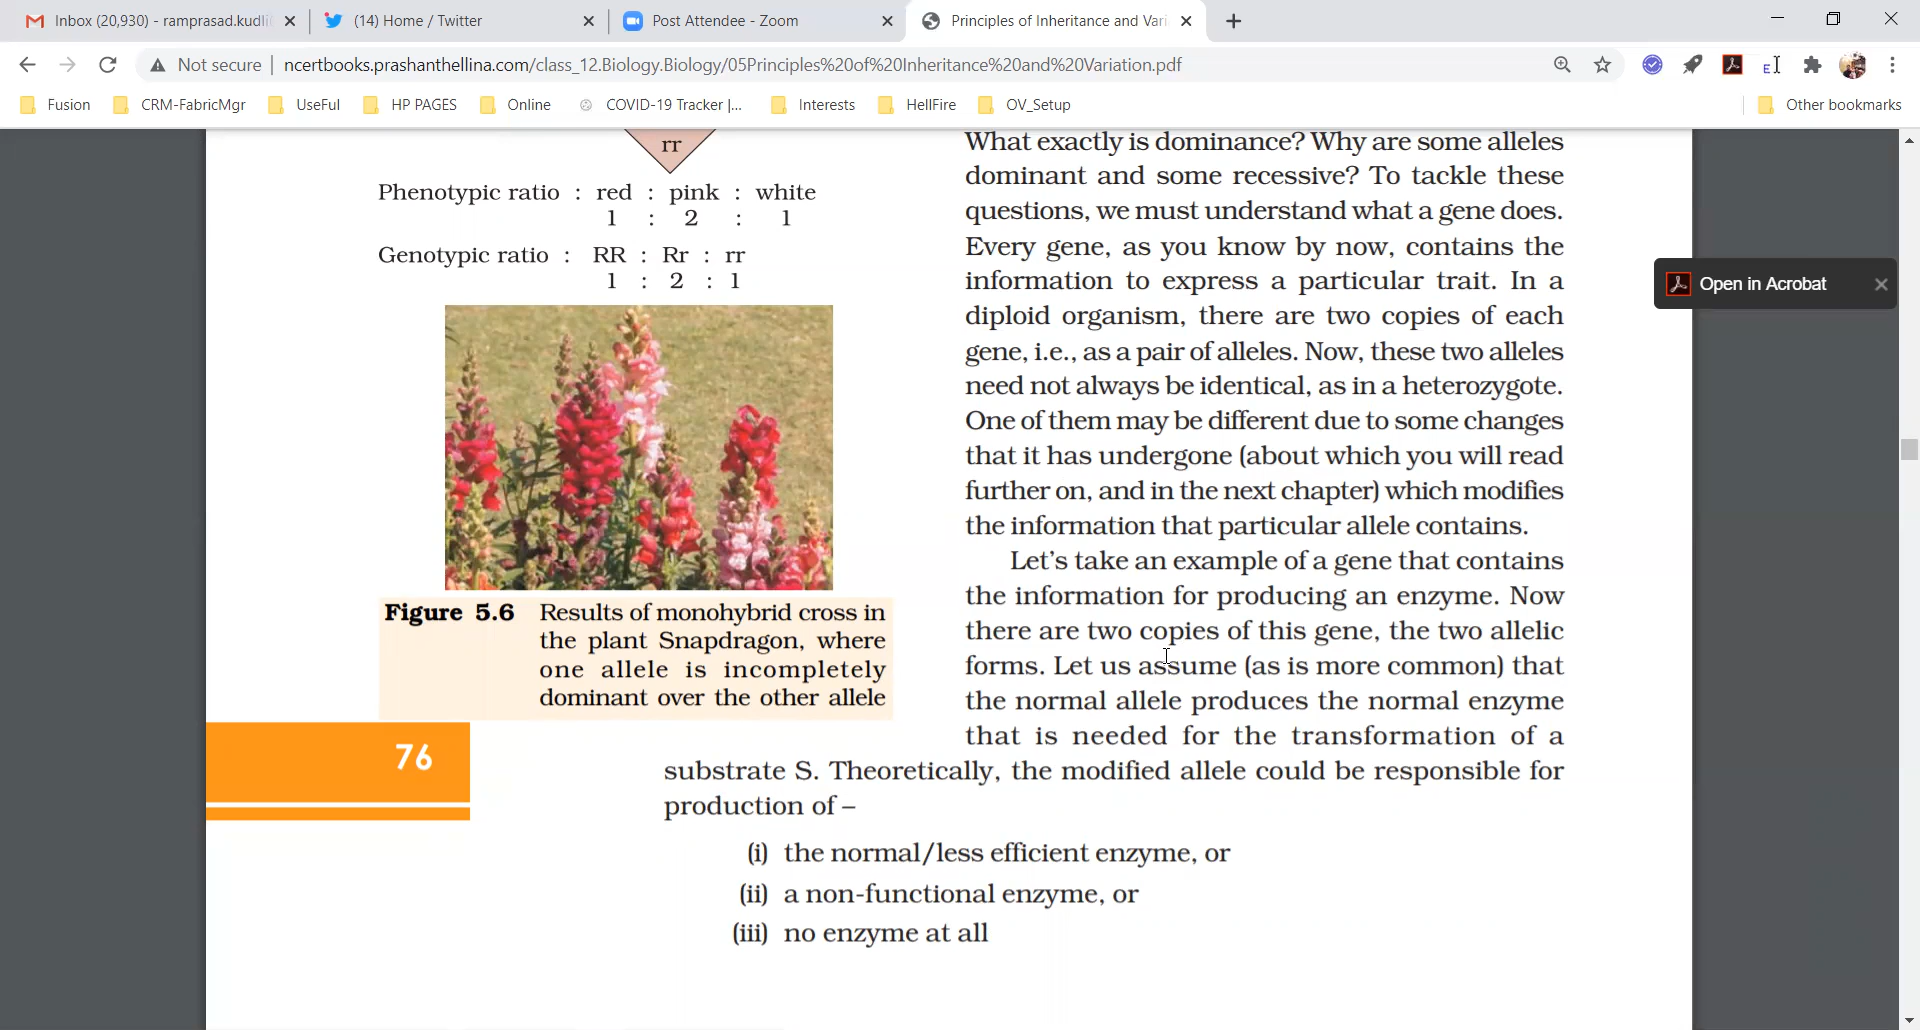 Inbox (20,930) - ramprasad.kudli
(14) Home / Twitter
Post Attendee - Zoom
Principles of Inheritance and Vari
Not secure
ncertbooks.prashanthellina.com/class_12.Biology.Biology/05Principles%20of%20Inheritance%20and%20Variation.pdf
Fusion
CRM-FabricMgr
UseFul
HP PAGES
Online
COVID-19 Tracker |...
Interests
HellFire
OV_Setup
Other bookmarks
rr
Phenotypic ratio : red : pink : white
1 : 2 : 1
Genotypic ratio : RR : Rr : rr
1 : 2 : 1
Figure 5.6 Results of monohybrid cross in
the plant Snapdragon, where
one allele is incompletely
dominant over the other allele
76
What exactly is dominance? Why are some alleles
dominant and some recessive? To tackle these
questions, we must understand what a gene does.
Every gene, as you know by now, contains the
information to express a particular trait. In a
diploid organism, there are two copies of each
gene, i.e., as a pair of alleles. Now, these two alleles
need not always be identical, as in a heterozygote.
One of them may be different due to some changes
that it has undergone (about which you will read
further on, and in the next chapter) which modifies
the information that particular allele contains.
Let's take an example of a gene that contains
the information for producing an enzyme. Now
there are two copies of this gene, the two allelic
forms. Let us assume (as is more common) that
the normal allele produces the normal enzyme
that is needed for the transformation of a
substrate S. Theoretically, the modified allele could be responsible for
production of –
(i) the normal/less efficient enzyme, or
(ii) a non-functional enzyme, or
(iii) no enzyme at all
Open in Acrobat